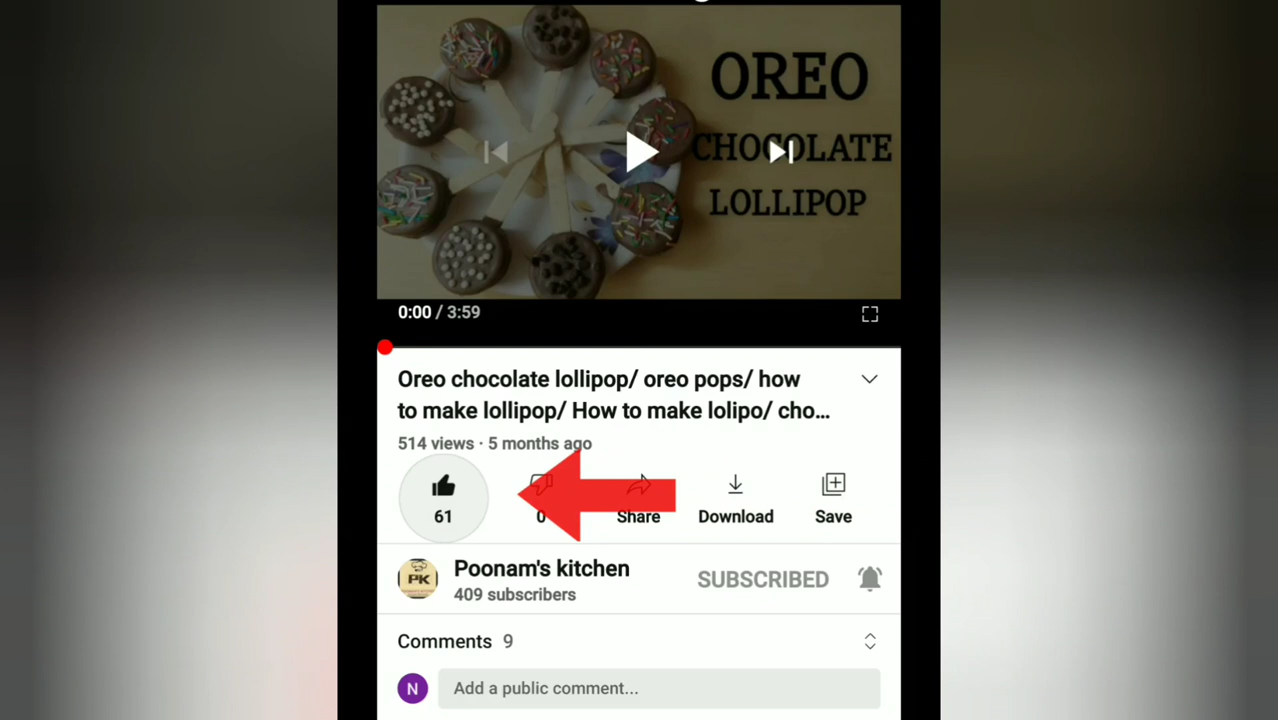 OREO
CHOCOLATE
LOLLIPOP
0:00 / 3:59
Oreo chocolate lollipop/ oreo pops/ how
to make lollipop/ How to make lolipo/ cho...
514 views · 5 months ago
61
0
Share
Download
Save
PK
Poonam's kitchen
409 subscribers
SUBSCRIBED
Comments 9
N
Add a public comment...